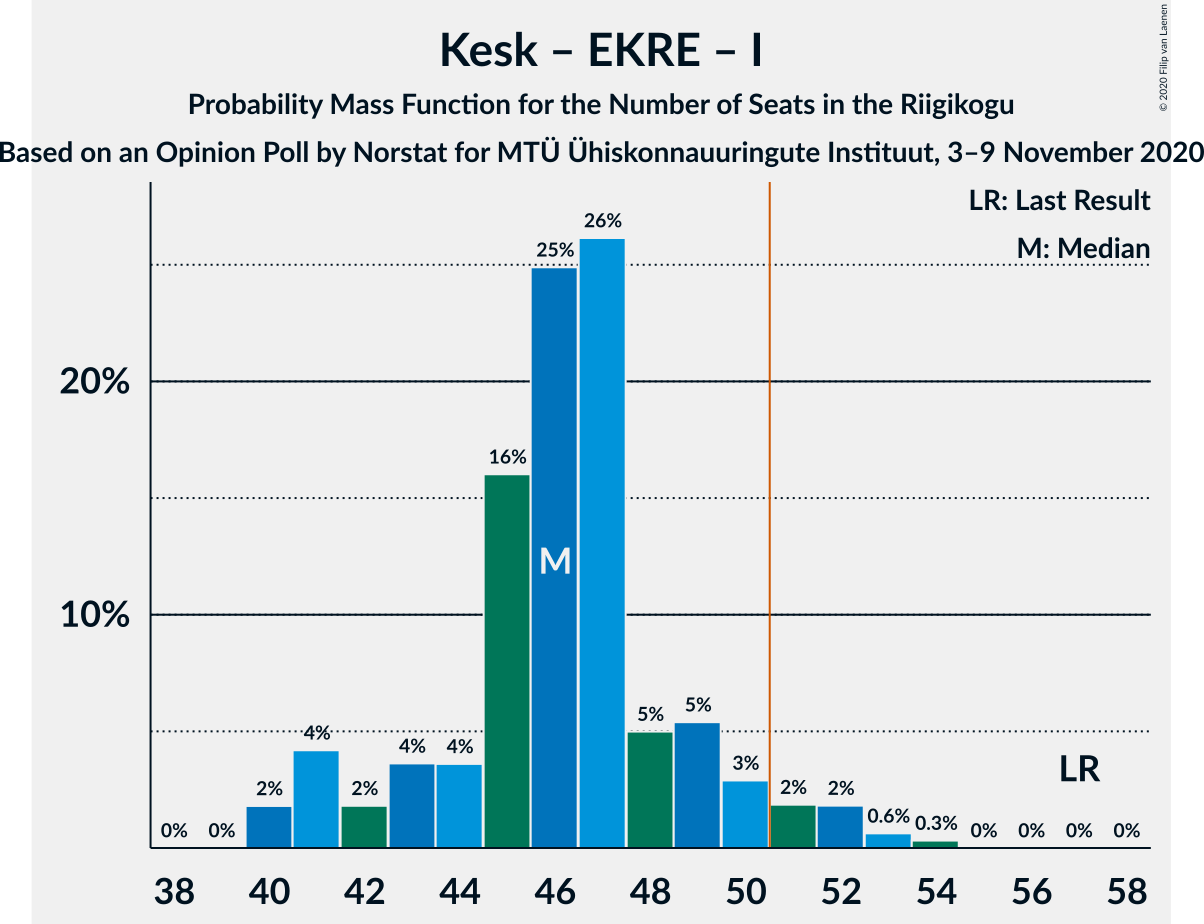 Kesk – EKRE – I
Probability Mass Function for the Number of Seats in the Riigikogu
Based on an Opinion Poll by Norstat for MTÜ Ühiskonnauuringute Instituut, 3–9 November 2020
© 2020 Filip van Laenen
LR: Last Result
M: Median
20%
10%
0% 0% 2% 4% 2% 4% 4% 16% 25% 26% 5% 5% 3% 2% 2% 0.6% 0.3% 0% 0% 0% 0%
M
LR
38 40 42 44 46 48 50 52 54 56 58